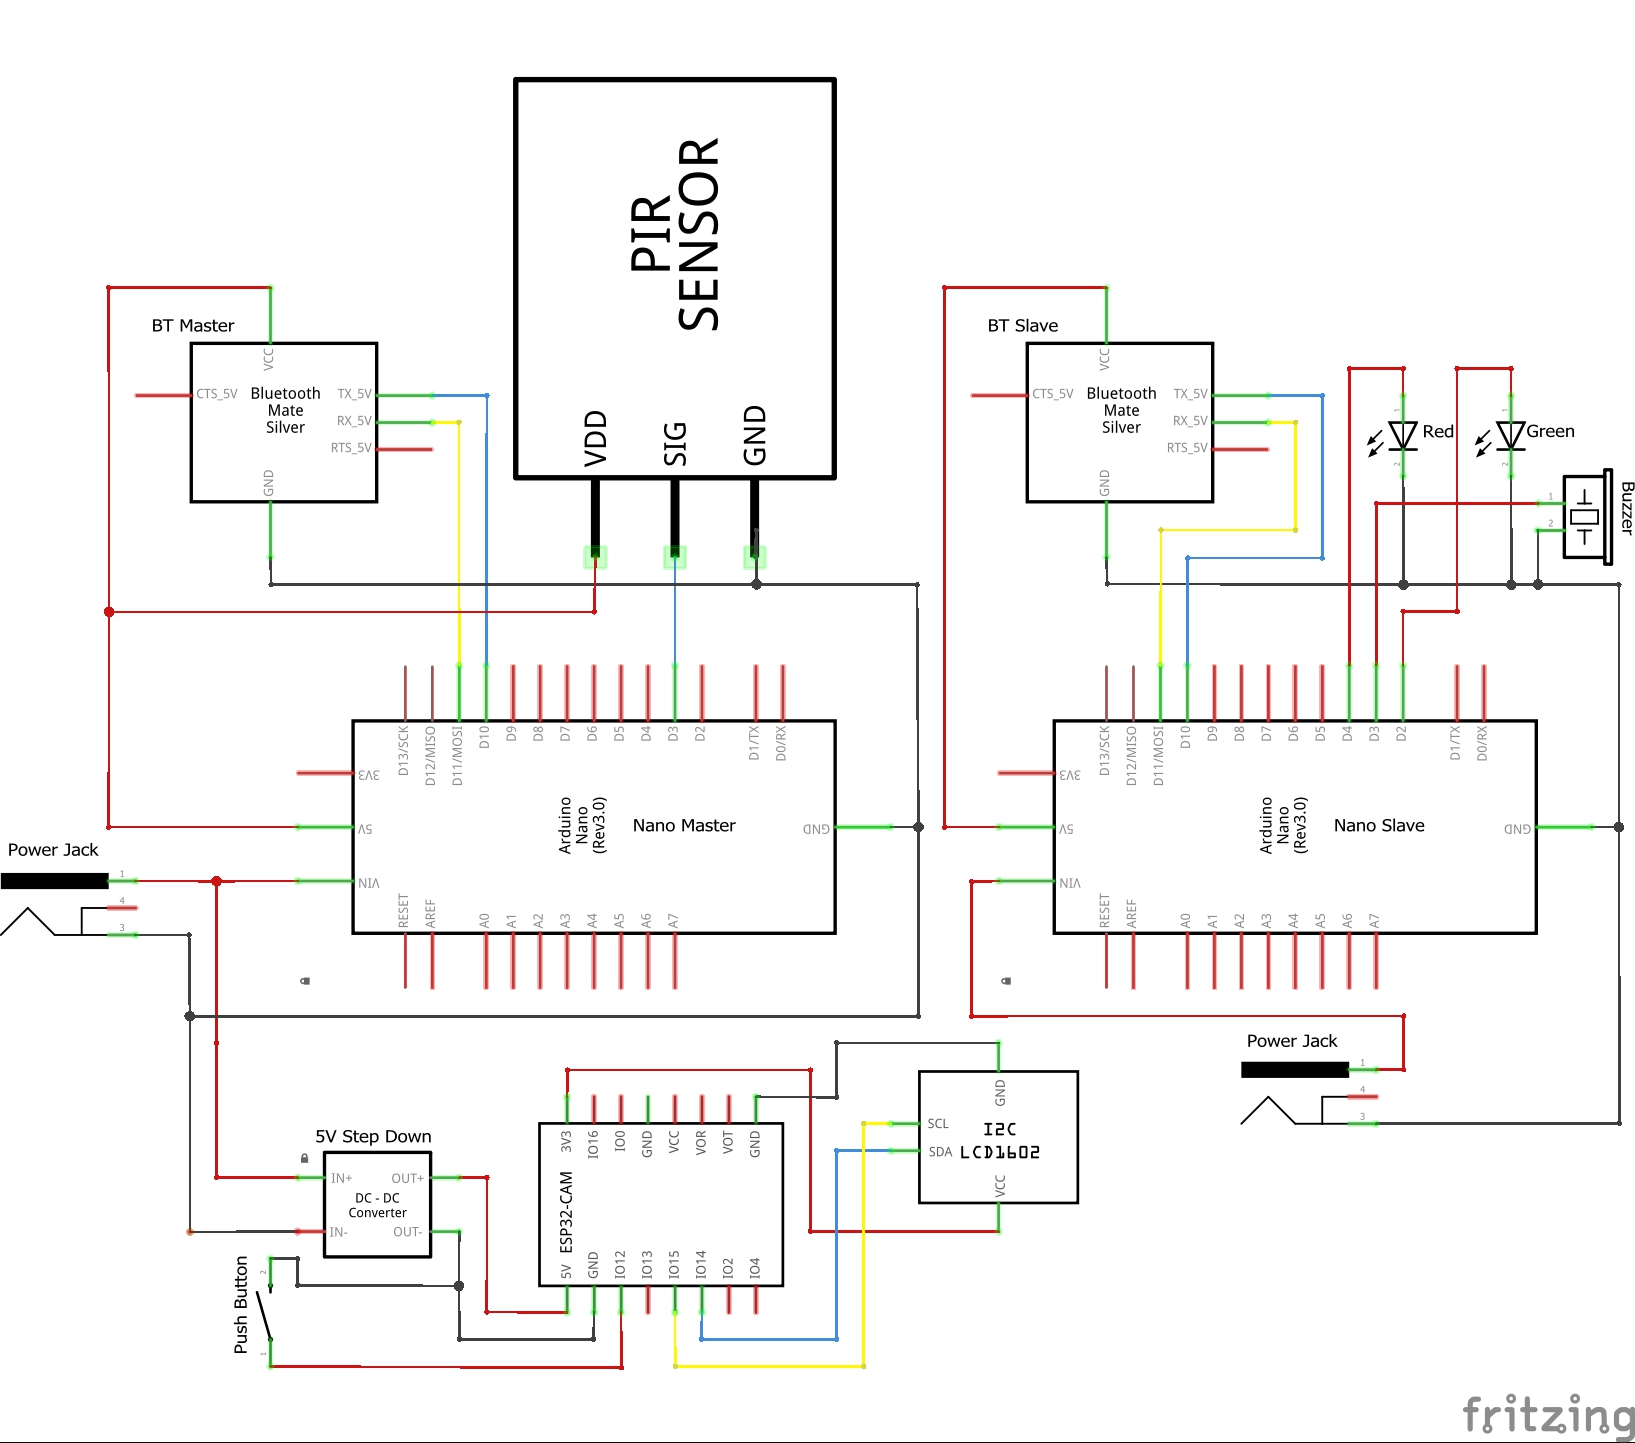 PIR
SENSOR
VDD
SIG
GND
BT Master
VCC
CTS_5V
Bluetooth
Mate
Silver
TX_5V
RX_5V
RTS_5V
GND
BT Slave
VCC
CTS_5V
Bluetooth
Mate
Silver
TX_5V
RX_5V
RTS_5V
GND
1
Red
2
1
Green
2
1
2
Buzzer
D13/SCK
D12/MISO
D11/MOSI
D10
D9
D8
D7
D6
D5
D4
D3
D2
D1/TX
D0/RX
3V3
5V
VIN
Arduino
Nano
(Rev3.0)
Nano Master
GND
RESET
AREF
A0
A1
A2
A3
A4
A5
A6
A7
D13/SCK
D12/MISO
D11/MOSI
D10
D9
D8
D7
D6
D5
D4
D3
D2
D1/TX
D0/RX
3V3
5V
VIN
Arduino
Nano
(Rev3.0)
Nano Slave
GND
RESET
AREF
A0
A1
A2
A3
A4
A5
A6
A7
Power Jack
1
4
3
Power Jack
1
4
3
5V Step Down
IN+
OUT+
DC - DC
Converter
IN-
OUT-
Push Button
2
1
3V3
IO16
IO0
GND
VCC
VOR
VOT
GND
ESP32-CAM
5V
GND
IO12
IO13
IO15
IO14
IO2
IO4
GND
SCL
SDA
I2C
LCD1602
VCC
fritzing